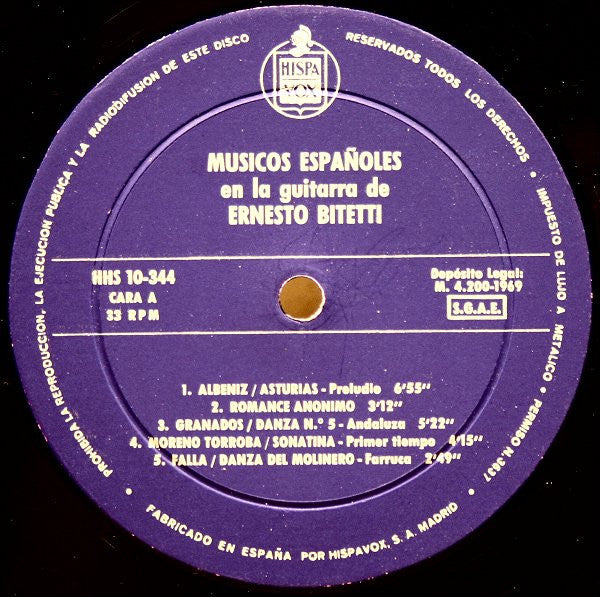 HISPA
VOX
MUSICOS ESPAÑOLES
en la guitarra de
ERNESTO BITETTI
HHS 10-344
CARA A
33 RPM
Depósito Legal:
M. 4.200-1969
S.G.A.E.
1. ALBENIZ / ASTURIAS - Preludio 6'55"
2. ROMANCE ANONIMO 3'12"
3. GRANADOS / DANZA N.° 5 - Andaluza 5'22"
4. MORENO TORROBA / SONATINA - Primer tiempo 4'15"
5. FALLA / DANZA DEL MOLINERO - Farruca 2'49"
PROHIBIDA LA REPRODUCCION, LA EJECUCION PUBLICA Y LA RADIODIFUSION DE ESTE DISCO
RESERVADOS TODOS LOS DERECHOS • IMPUESTO DE LUJO A METALICO • PERMISO N. 3637
• FABRICADO EN ESPAÑA POR HISPAVOX, S. A. MADRID •